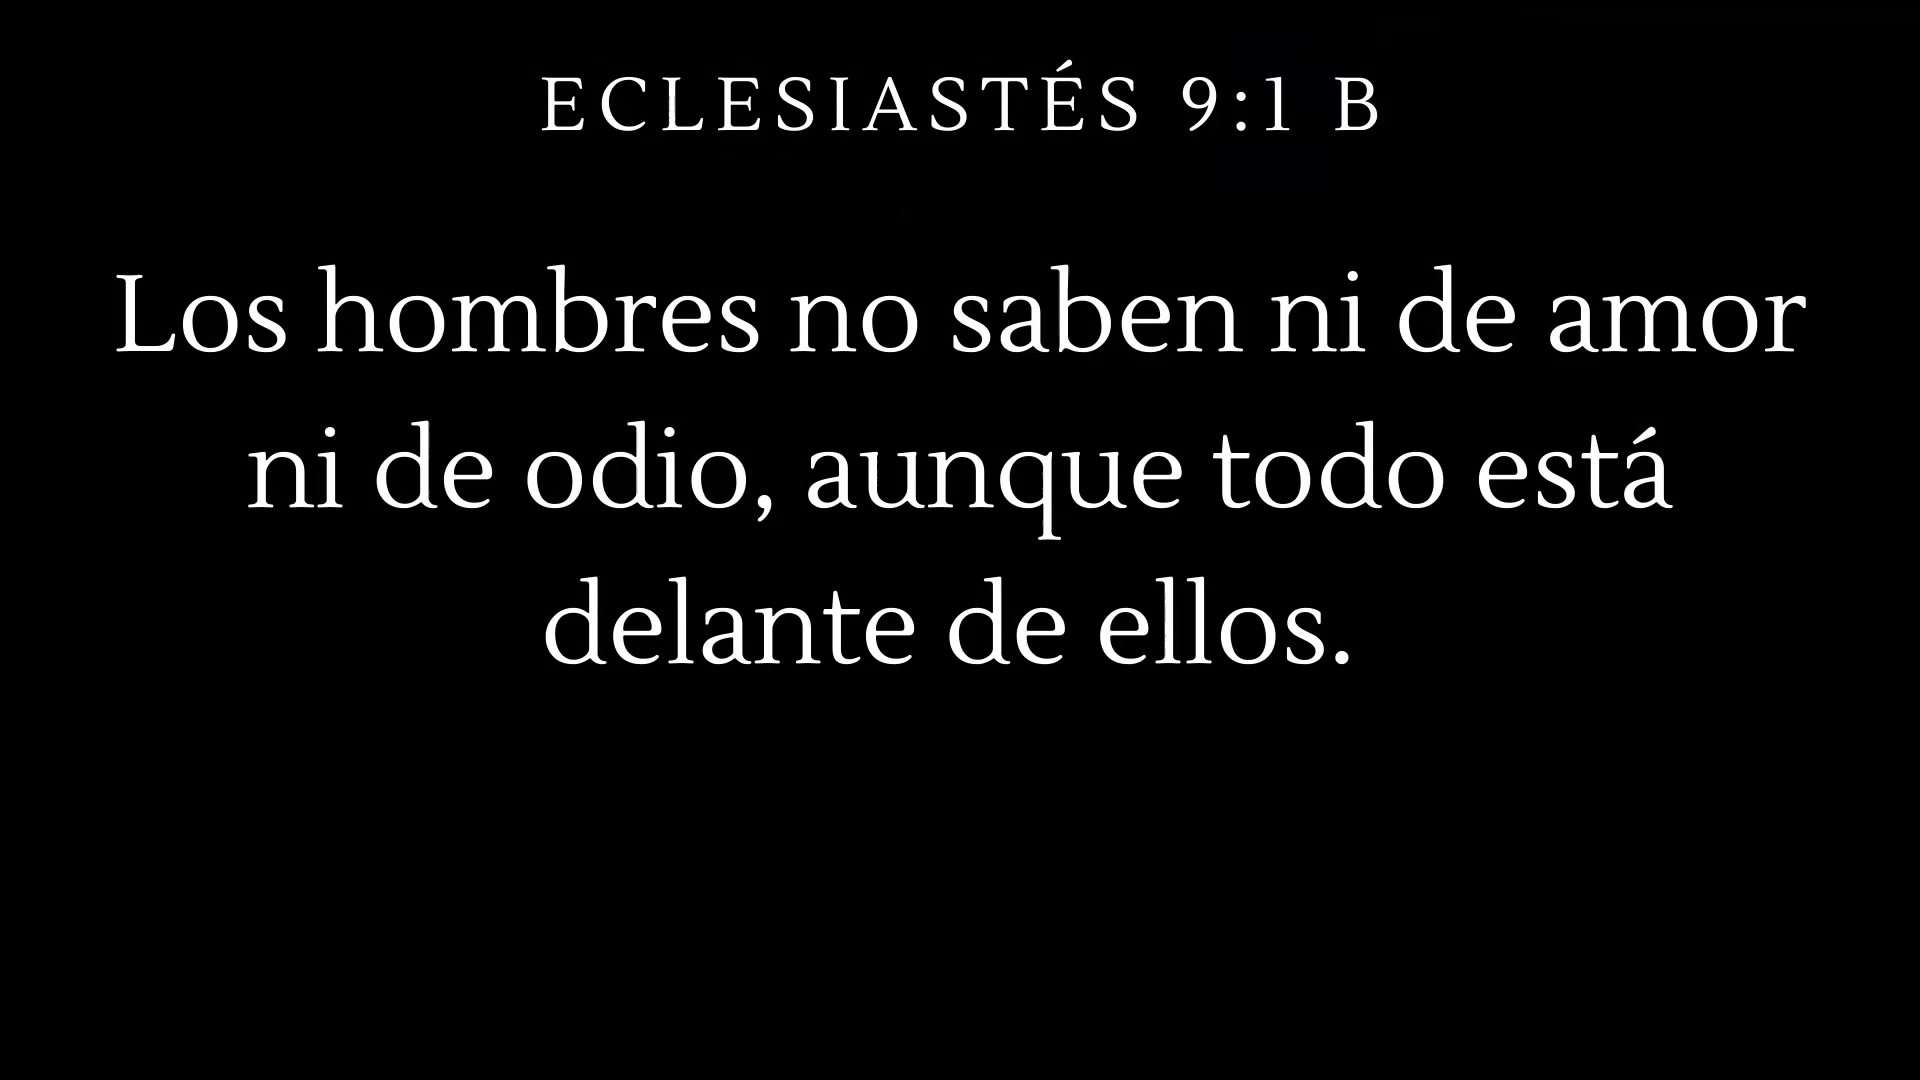 ECLESIASTÉS 9:1 B
Los hombres no saben ni de amor
ni de odio, aunque todo está
delante de ellos.